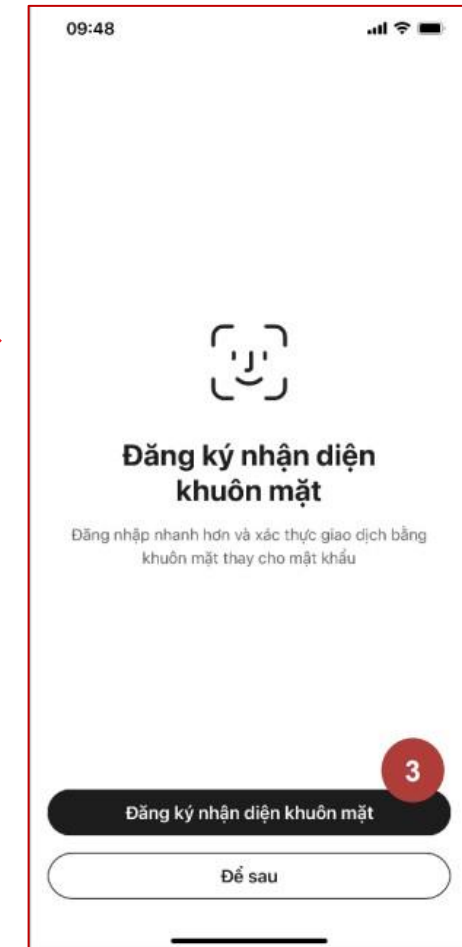 09:48
Đăng ký nhận diện
khuôn mặt
Đăng nhập nhanh hơn và xác thực giao dịch bằng
khuôn mặt thay cho mật khẩu
3
Đăng ký nhận diện khuôn mặt
Để sau